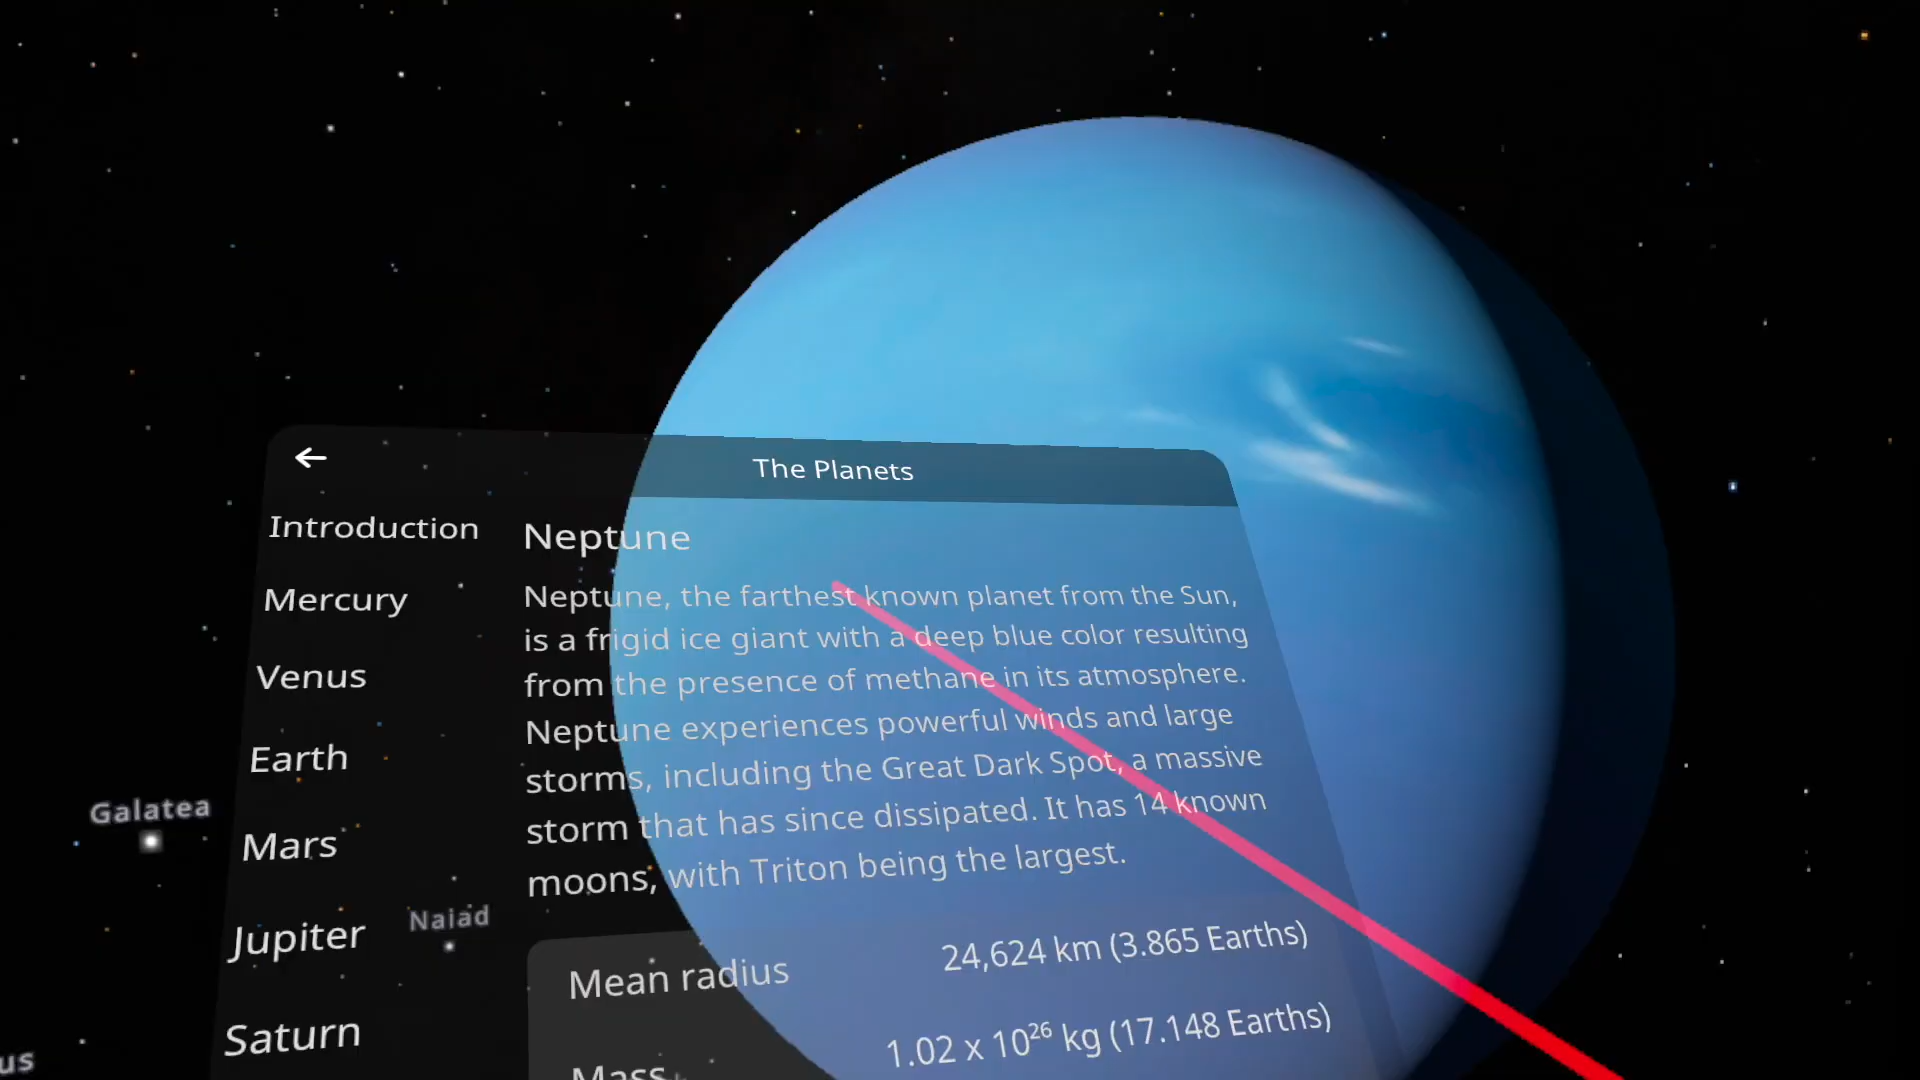 The Planets
Introduction
Mercury
Venus
Earth
Mars
Jupiter
Saturn
Neptune
Neptune, the farthest known planet from the Sun,
is a frigid ice giant with a deep blue color resulting
from the presence of methane in its atmosphere.
Neptune experiences powerful winds and large
storms, including the Great Dark Spot, a massive
storm that has since dissipated. It has 14 known
moons, with Triton being the largest.
Mean radius 24,624 km (3.865 Earths)
Mass 1.02 x 10²⁶ kg (17.148 Earths)
Galatea
Naiad